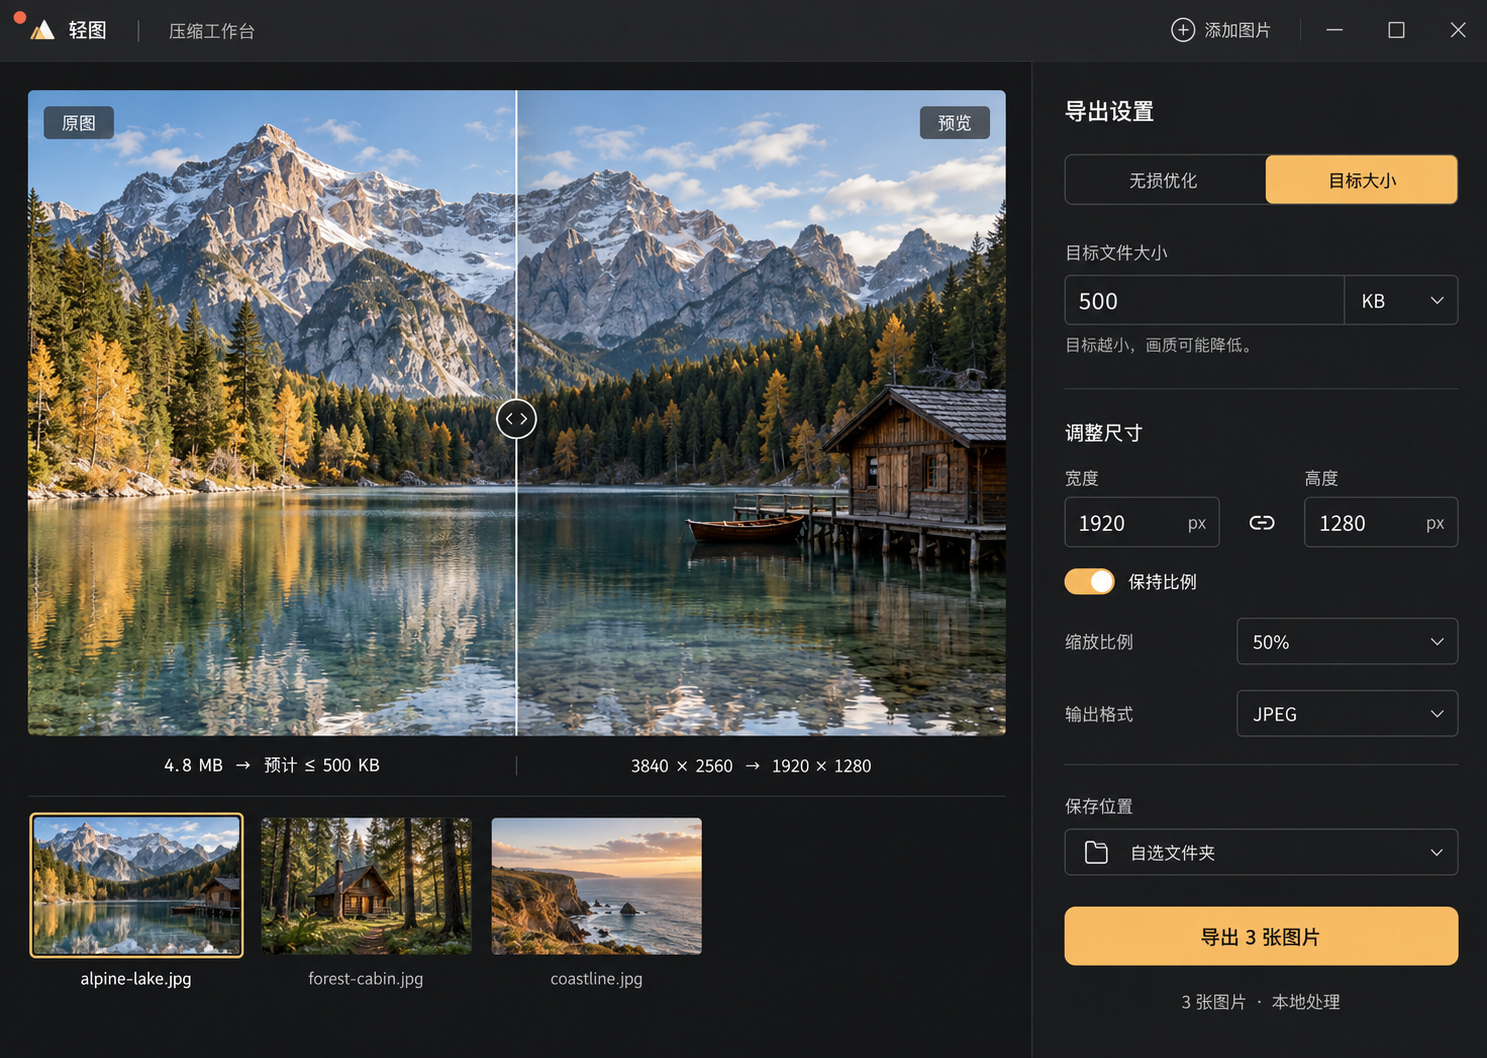 轻图
压缩工作台
添加图片
原图
预览
4.8 MB → 预计 ≤ 500 KB
3840 × 2560 → 1920 × 1280
alpine-lake.jpg
forest-cabin.jpg
coastline.jpg
导出设置
无损优化
目标大小
目标文件大小
500 KB
目标越小，画质可能降低。
调整尺寸
宽度 高度
1920 px 1280 px
保持比例
缩放比例 50%
输出格式 JPEG
保存位置
自选文件夹
导出 3 张图片
3 张图片 · 本地处理